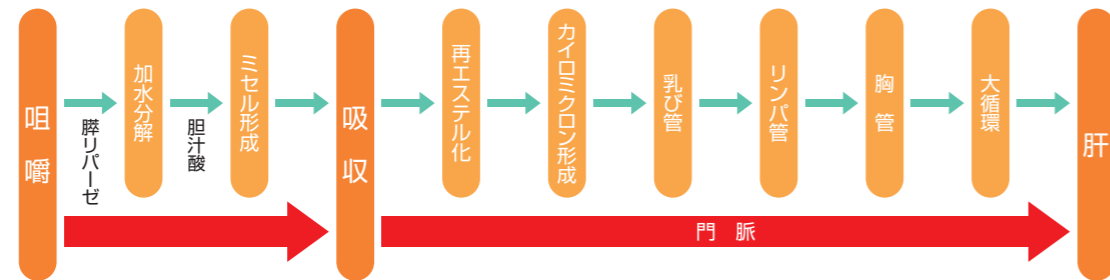 咀嚼
膵リパーゼ
加水分解
胆汁酸
ミセル形成
吸収
再エステル化
カイロミクロン形成
乳び管
リンパ管
胸 管
大循環
肝
門 脈